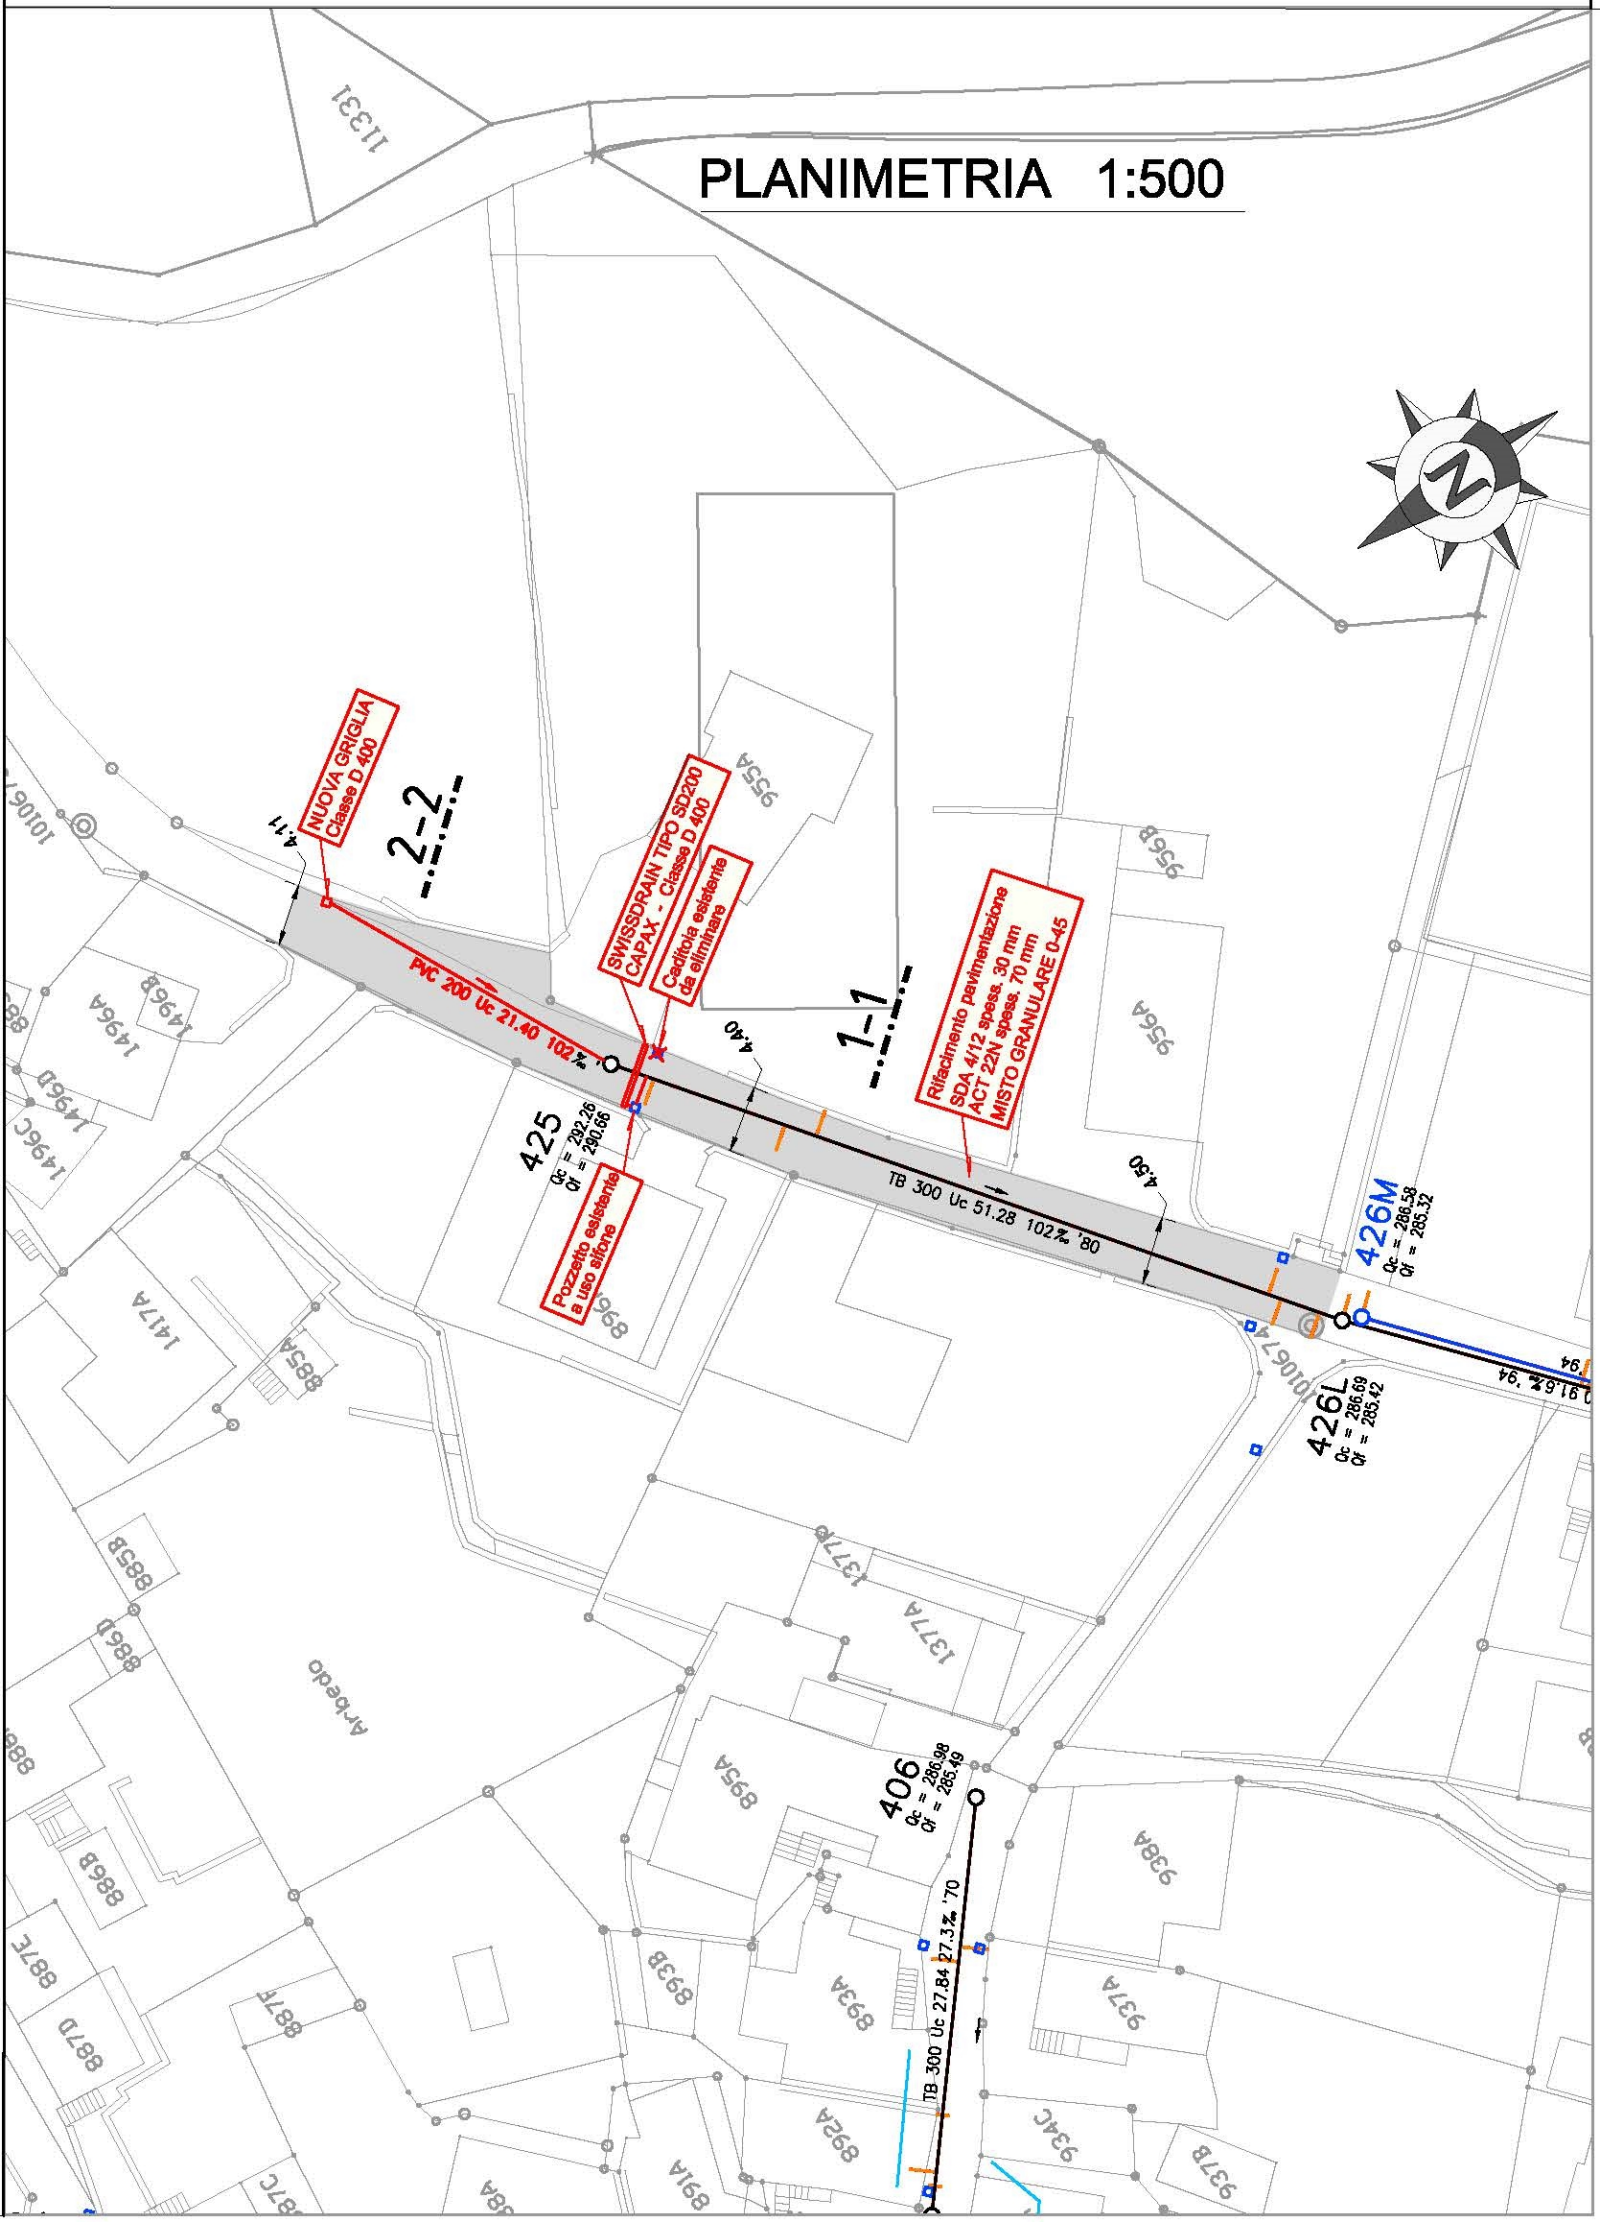 PLANIMETRIA 1:500
11331
N
NUOVA GRIGLIA
Classe D 400
2-2
4.11
SWISSDRAIN TIPO SD200
CAPAX - Classe D 400
Caditoia esistente
da eliminare
955A
956B
956A
1-1
4.40
Rifacimento pavimentazione
SDA 4/12 spess. 30 mm
ACT 22N spess. 70 mm
MISTO GRANULARE 0-45
PVC 200 Uc 21.40 102‰
425
Qc = 292.26
Qf = 290.66
Pozzetto esistente
a uso sifone
TB 300 Uc 51.28 102‰ '80
4.50
426M
Qc = 286.58
Qf = 285.32
426L
Qc = 286.69
Qf = 285.42
91.6‰ '94
'94
1496A
1496B
1496C
1496D
1417A
885A
885B
886D
Arbedo
886B
887E
887D
887F
1377A
895A
406
Qc = 286.98
Qf = 285.49
TB 300 Uc 27.84 27.3‰ '70
938A
937A
893B
893A
892A
891A
934C
937B